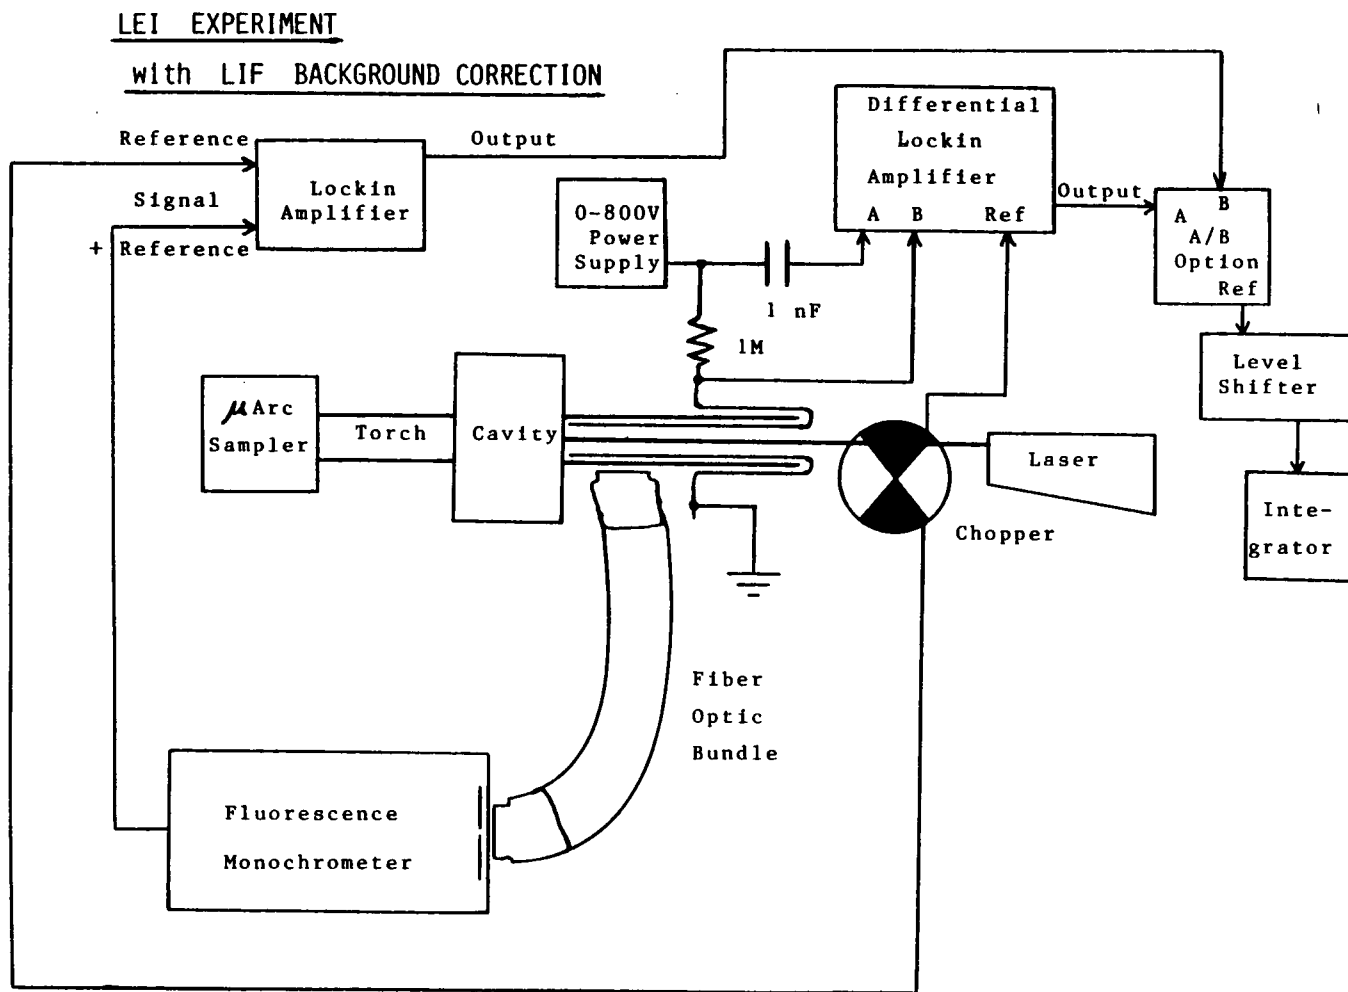 LEI EXPERIMENT
with LIF BACKGROUND CORRECTION
Reference
Signal
+ Reference
Lockin
Amplifier
Output
0-800V
Power
Supply
1 nF
1M
Differential
Lockin
Amplifier
A B Ref
Output
A B
A/B
Option
Ref
Level
Shifter
Inte-
grator
μArc
Sampler
Torch
Cavity
Laser
Chopper
Fiber
Optic
Bundle
Fluorescence
Monochrometer